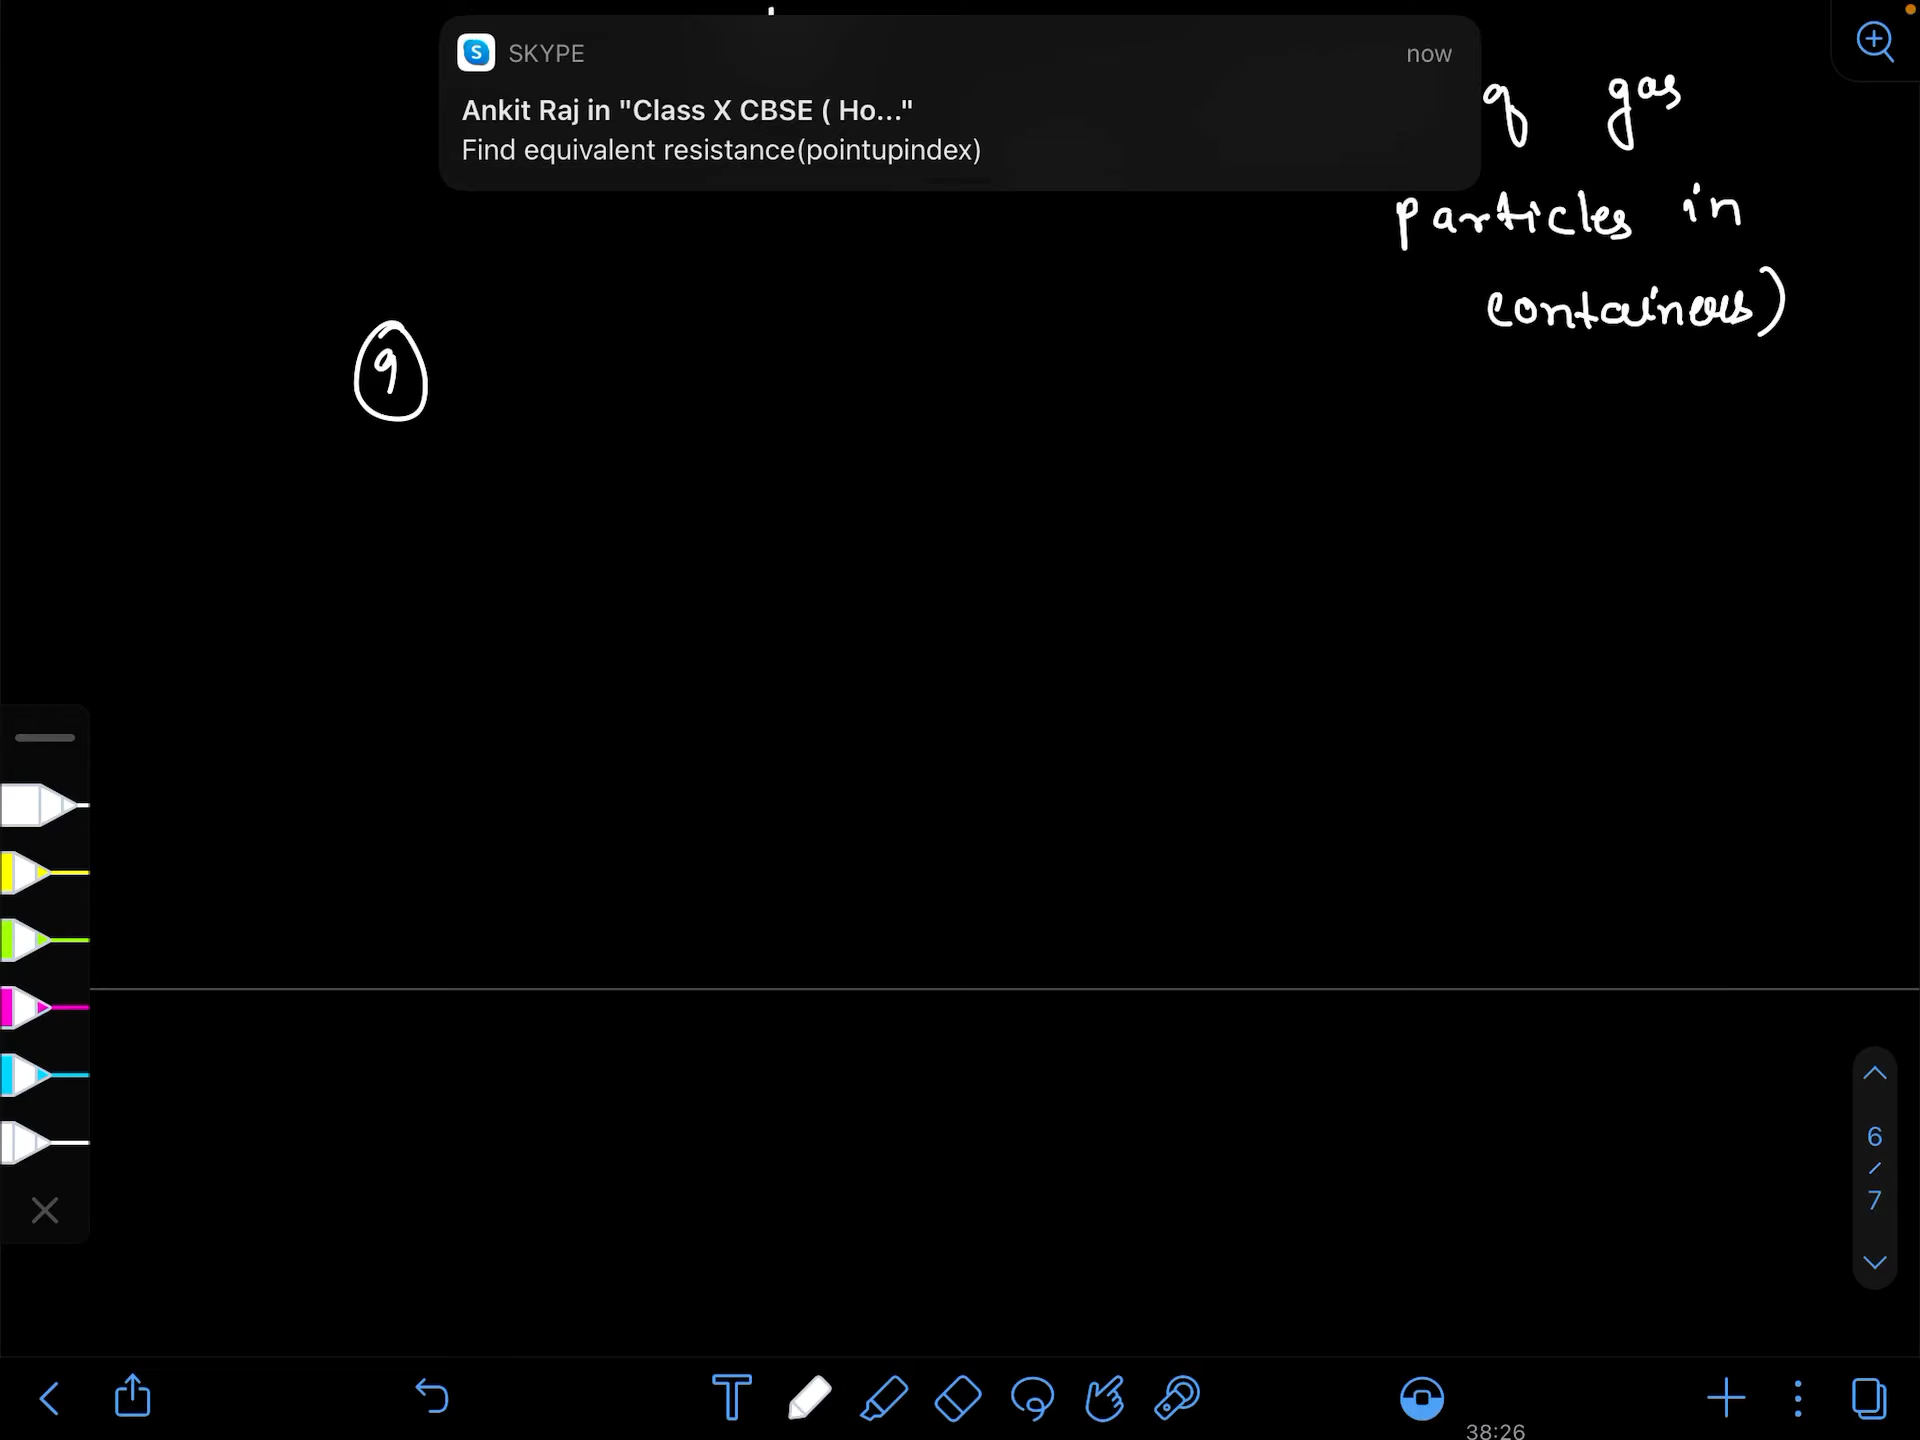 SKYPE now
Ankit Raj in "Class X CBSE ( Ho..."
Find equivalent resistance(pointupindex)
of gas
particles in
containers)
9
6
/
7
T
38:26